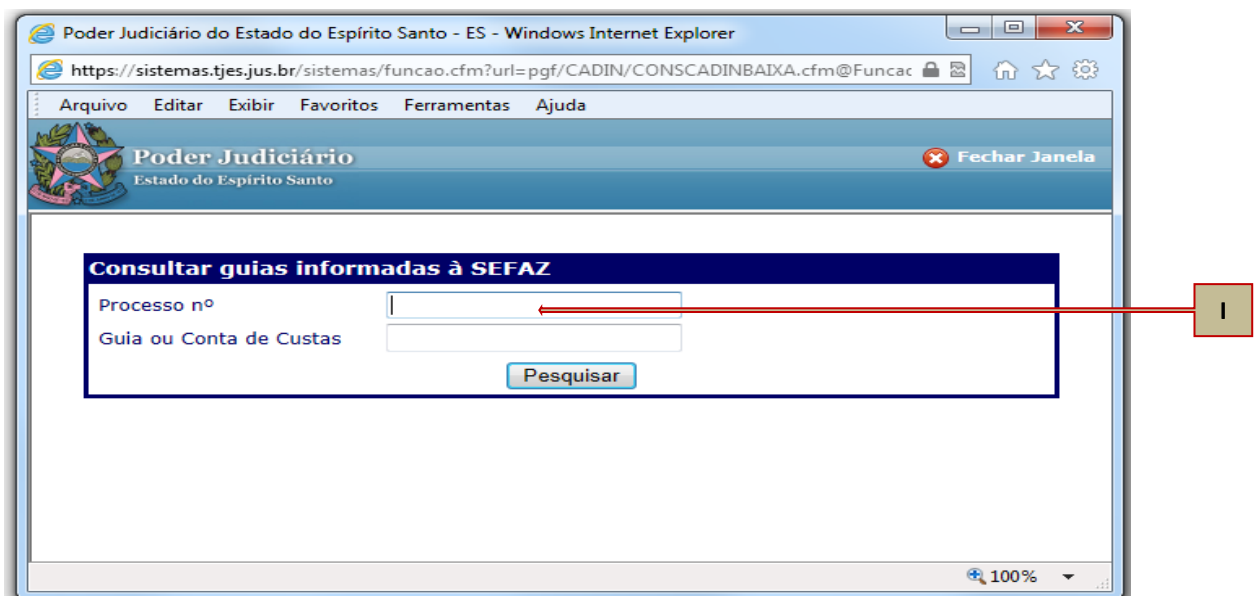 Poder Judiciário do Estado do Espírito Santo - ES - Windows Internet Explorer
https://sistemas.tjes.jus.br/sistemas/funcao.cfm?url=pgf/CADIN/CONSCADINBAIXA.cfm@Funcac
Arquivo Editar Exibir Favoritos Ferramentas Ajuda
Poder Judiciário
Fechar Janela
Estado do Espírito Santo
Consultar guias informadas à SEFAZ
Processo nº
I
Guia ou Conta de Custas
Pesquisar
100%